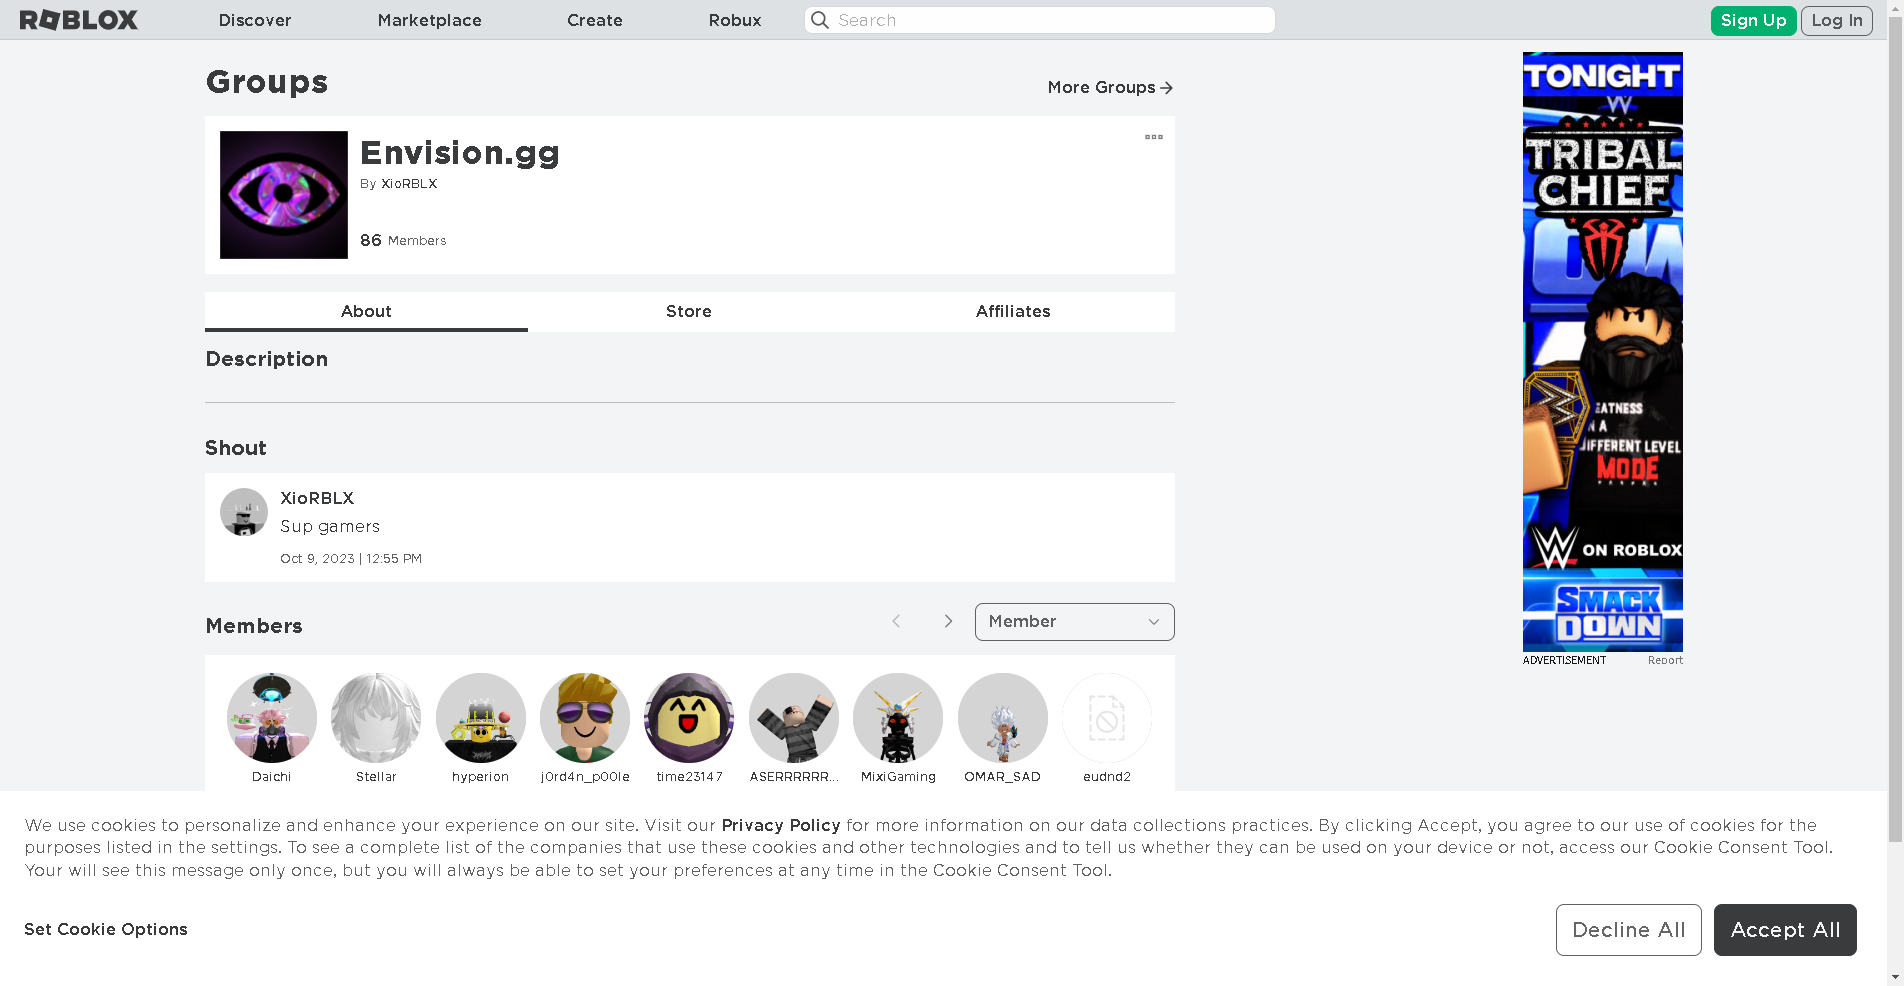 ROBLOX
Discover
Marketplace
Create
Robux
Search
Sign Up
Log In
Groups
More Groups
Envision.gg
By XioRBLX
86 Members
About
Store
Affiliates
Description
Shout
XioRBLX
Sup gamers
Oct 9, 2023 | 12:55 PM
Members
Member
Daichi
Stellar
hyperion
j0rd4n_p00le
time23147
ASERRRRRR...
MixiGaming
OMAR_SAD
eudnd2
TONIGHT
TRIBAL
CHIEF
EATNESS
N A
IFFERENT LEVEL
MODE
W ON ROBLOX
SMACK
DOWN
ADVERTISEMENT
Report
We use cookies to personalize and enhance your experience on our site. Visit our Privacy Policy for more information on our data collections practices. By clicking Accept, you agree to our use of cookies for the
purposes listed in the settings. To see a complete list of the companies that use these cookies and other technologies and to tell us whether they can be used on your device or not, access our Cookie Consent Tool.
Your will see this message only once, but you will always be able to set your preferences at any time in the Cookie Consent Tool.
Set Cookie Options
Decline All
Accept All